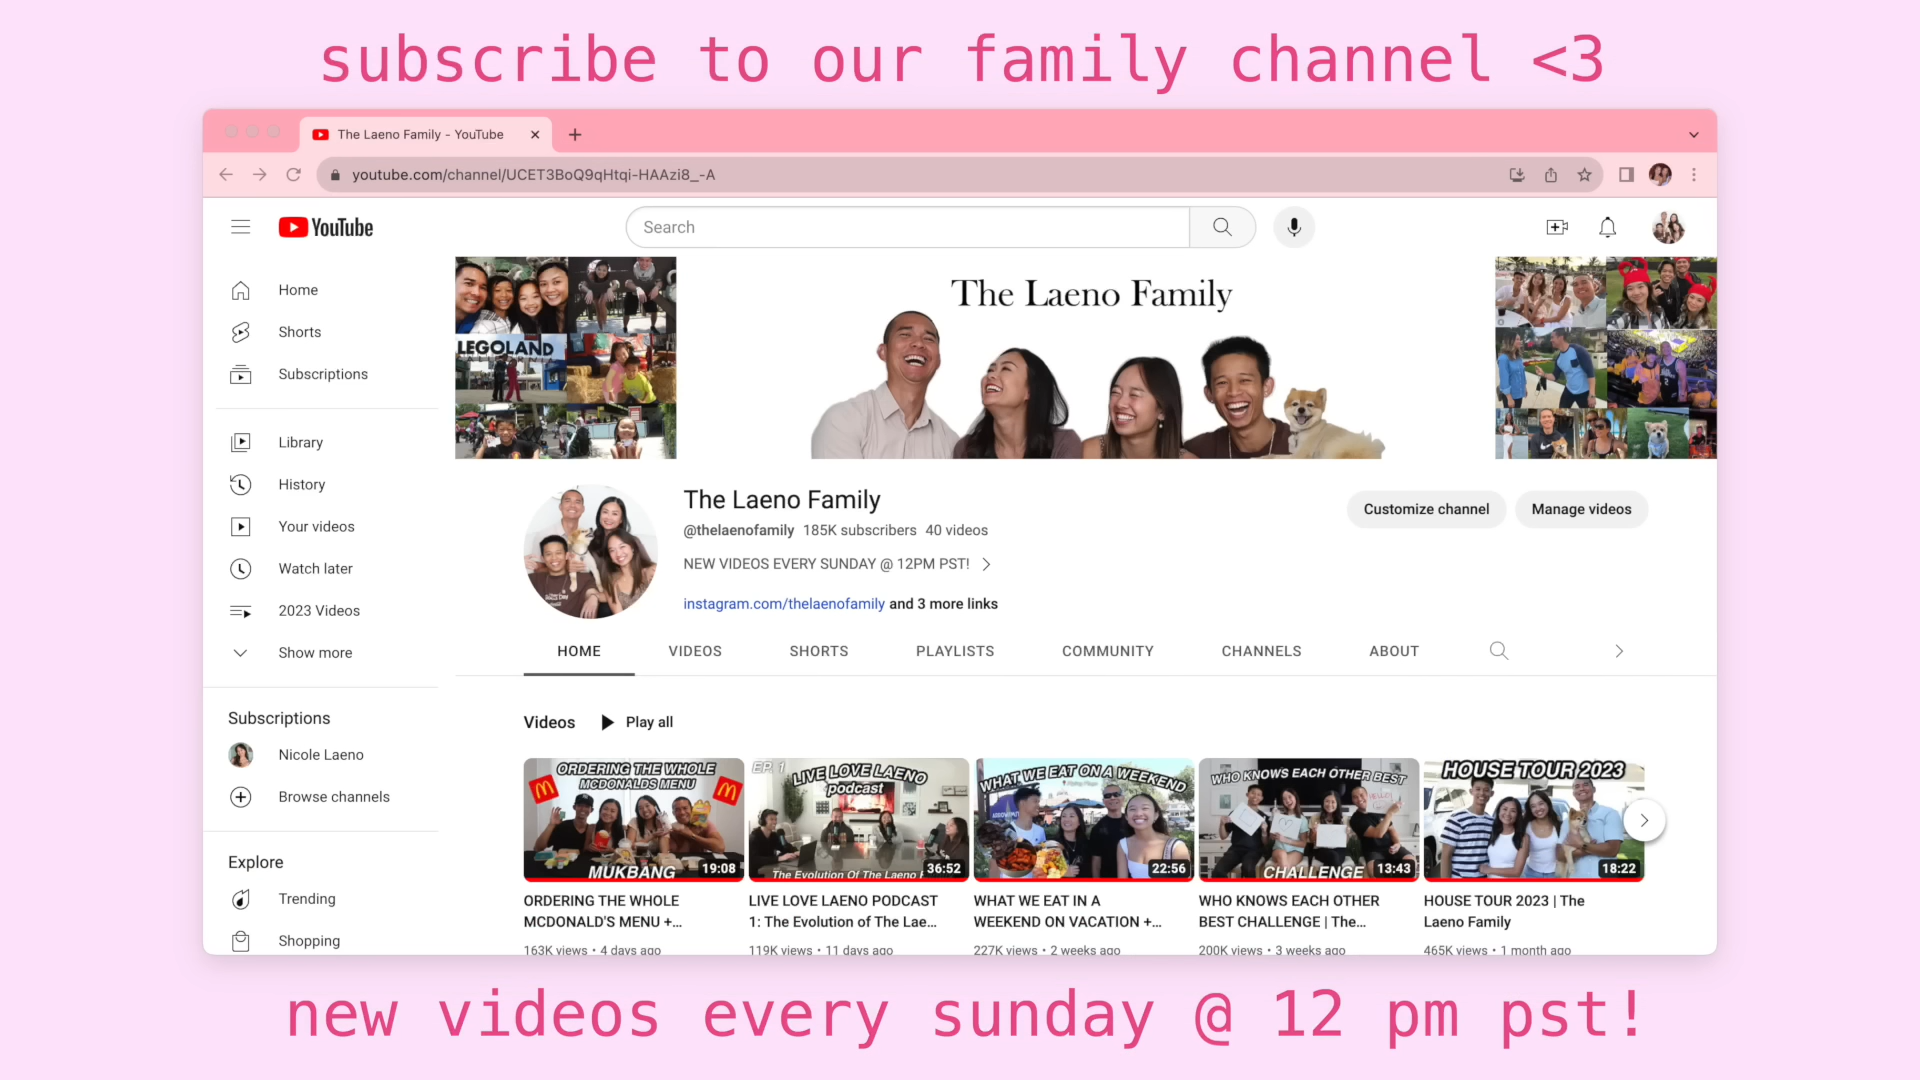 subscribe to our family channel <3
The Laeno Family - YouTube
youtube.com/channel/UCET3BoQ9qHtqi-HAAzi8_-A
YouTube
Search
Home
Shorts
Subscriptions
Library
History
Your videos
Watch later
2023 Videos
Show more
Subscriptions
Nicole Laeno
Browse channels
Explore
Trending
Shopping
LEGOLAND
The Laeno Family
The Laeno Family
@thelaenofamily 185K subscribers 40 videos
NEW VIDEOS EVERY SUNDAY @ 12PM PST!
instagram.com/thelaenofamily and 3 more links
Customize channel
Manage videos
HOME VIDEOS SHORTS PLAYLISTS COMMUNITY CHANNELS ABOUT
Videos Play all
ORDERING THE WHOLE
MCDONALDS MENU
MUKBANG
19:08
ORDERING THE WHOLE
MCDONALD'S MENU +...
163K views • 4 days ago
EP. 1
LIVE LOVE LAENO
podcast
The Evolution Of The Laeno
36:52
LIVE LOVE LAENO PODCAST
1: The Evolution of The Lae...
119K views • 11 days ago
WHAT WE EAT ON A WEEKEND
22:56
WHAT WE EAT IN A
WEEKEND ON VACATION +...
227K views • 2 weeks ago
WHO KNOWS EACH OTHER BEST
CHALLENGE
13:43
WHO KNOWS EACH OTHER
BEST CHALLENGE | The...
200K views • 3 weeks ago
HOUSE TOUR 2023
18:22
HOUSE TOUR 2023 | The
Laeno Family
465K views • 1 month ago
new videos every sunday @ 12 pm pst!